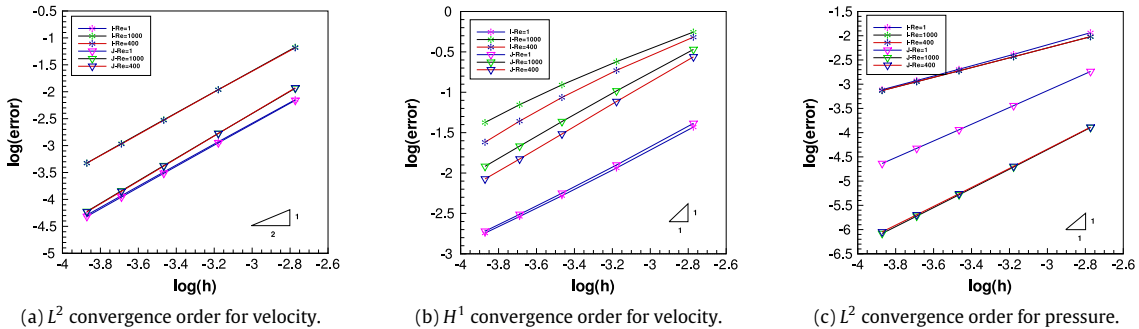 -0.5
-1
-1.5
-2
-2.5
-3
-3.5
-4
-4.5
-5
log(error)
I-Re=1
I-Re=1000
I-Re=400
J-Re=1
J-Re=1000
J-Re=400
1
2
-4 -3.8 -3.6 -3.4 -3.2 -3 -2.8 -2.6
log(h)
(a) L² convergence order for velocity.
0
-0.5
-1
-1.5
-2
-2.5
-3
log(error)
I-Re=1
I-Re=1000
I-Re=400
J-Re=1
J-Re=1000
J-Re=400
1
1
-4 -3.8 -3.6 -3.4 -3.2 -3 -2.8 -2.6
log(h)
(b) H¹ convergence order for velocity.
-1.5
-2
-2.5
-3
-3.5
-4
-4.5
-5
-5.5
-6
log(error)
I-Re=1
I-Re=1000
I-Re=400
J-Re=1
J-Re=1000
J-Re=400
1
1
-4 -3.8 -3.6 -3.4 -3.2 -3 -2.8 -2.6
log(h)
(c) L² convergence order for pressure.